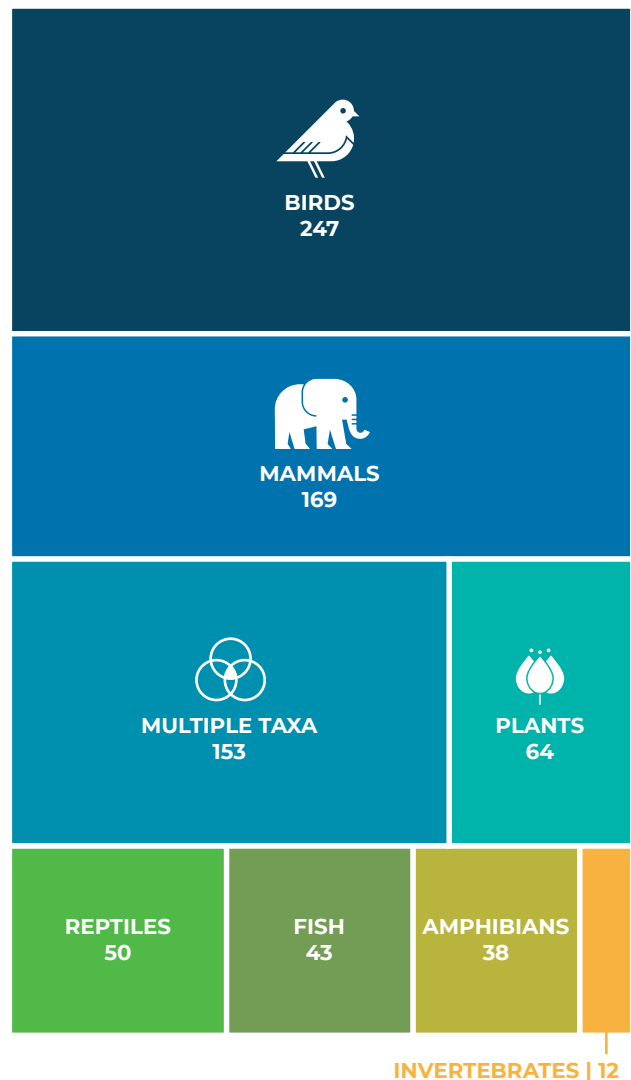 BIRDS
247
MAMMALS
169
MULTIPLE TAXA
153
PLANTS
64
REPTILES
50
FISH
43
AMPHIBIANS
38
INVERTEBRATES | 12